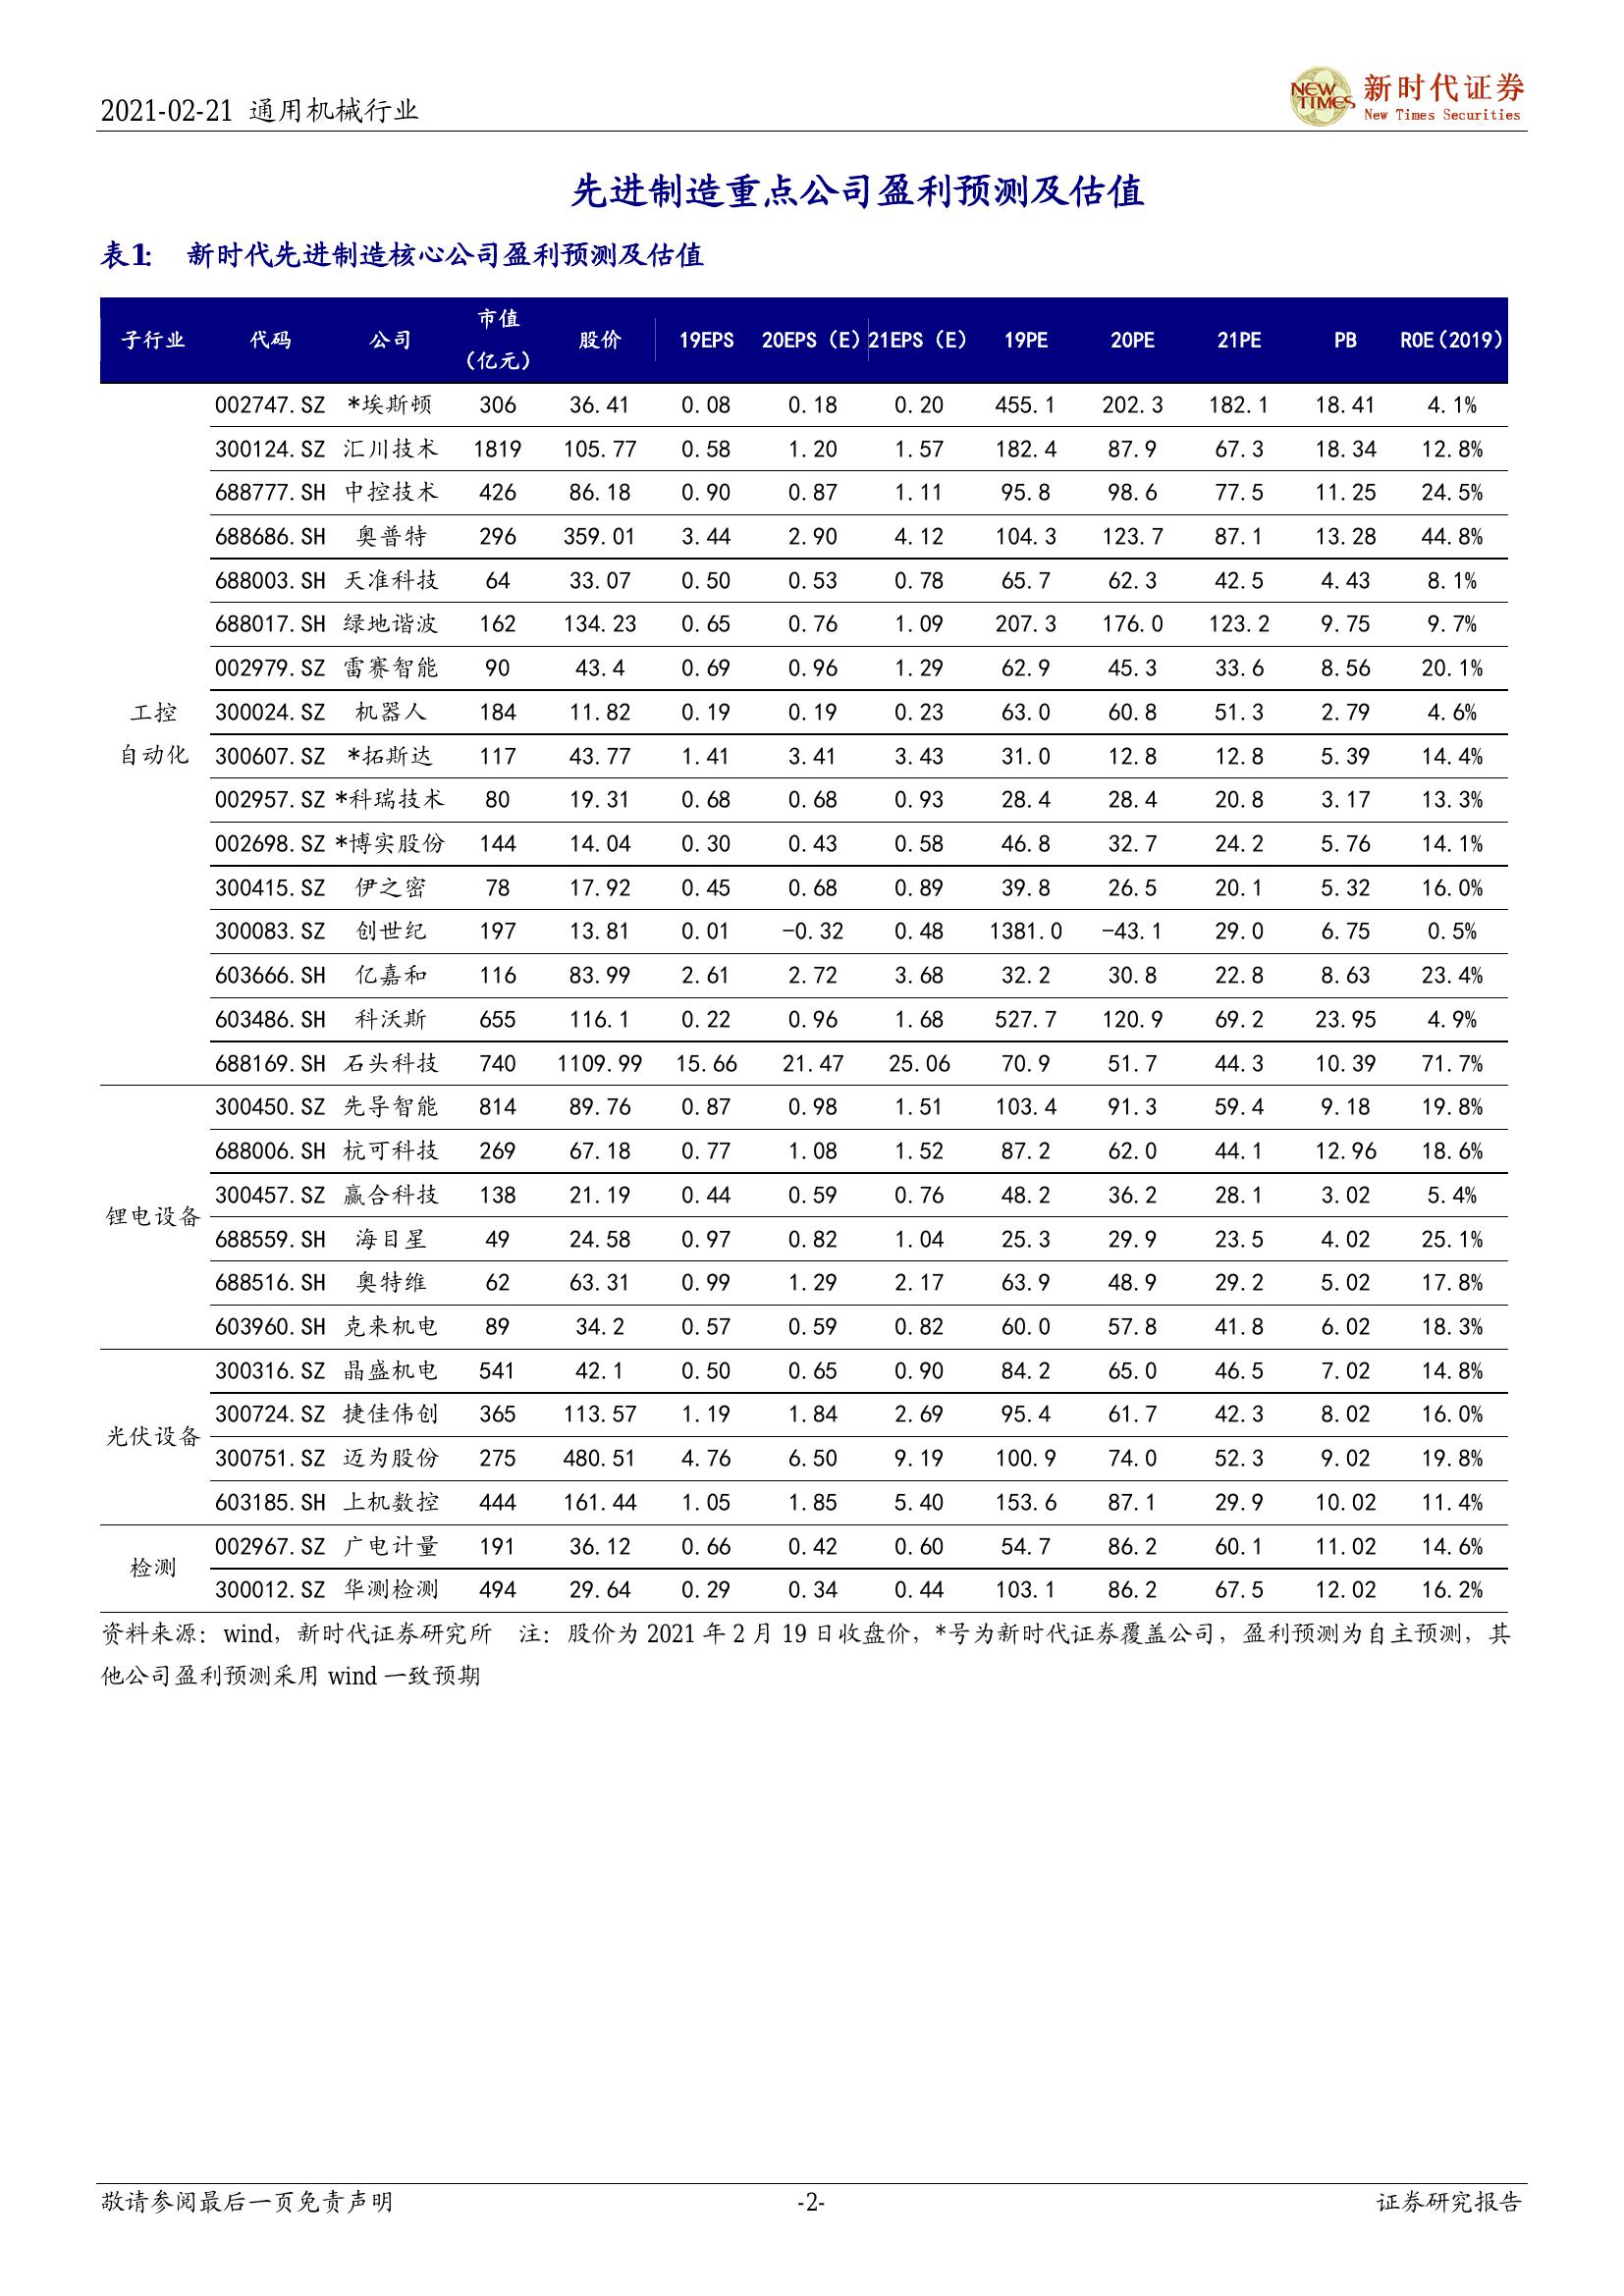 2021-02-21 通用机械行业
NEW TIMES 新时代证券
New Times Securities
先进制造重点公司盈利预测及估值
表1: 新时代先进制造核心公司盈利预测及估值
子行业 代码 公司 市值（亿元） 股价 19EPS 20EPS（E） 21EPS（E） 19PE 20PE 21PE PB ROE(2019)
工控自动化
002747.SZ *埃斯顿 306 36.41 0.08 0.18 0.20 455.1 202.3 182.1 18.41 4.1%
300124.SZ 汇川技术 1819 105.77 0.58 1.20 1.57 182.4 87.9 67.3 18.34 12.8%
688777.SH 中控技术 426 86.18 0.90 0.87 1.11 95.8 98.6 77.5 11.25 24.5%
688686.SH 奥普特 296 359.01 3.44 2.90 4.12 104.3 123.7 87.1 13.28 44.8%
688003.SH 天准科技 64 33.07 0.50 0.53 0.78 65.7 62.3 42.5 4.43 8.1%
688017.SH 绿地谐波 162 134.23 0.65 0.76 1.09 207.3 176.0 123.2 9.75 9.7%
002979.SZ 雷赛智能 90 43.4 0.69 0.96 1.29 62.9 45.3 33.6 8.56 20.1%
300024.SZ 机器人 184 11.82 0.19 0.19 0.23 63.0 60.8 51.3 2.79 4.6%
300607.SZ *拓斯达 117 43.77 1.41 3.41 3.43 31.0 12.8 12.8 5.39 14.4%
002957.SZ *科瑞技术 80 19.31 0.68 0.68 0.93 28.4 28.4 20.8 3.17 13.3%
002698.SZ *博实股份 144 14.04 0.30 0.43 0.58 46.8 32.7 24.2 5.76 14.1%
300415.SZ 伊之密 78 17.92 0.45 0.68 0.89 39.8 26.5 20.1 5.32 16.0%
300083.SZ 创世纪 197 13.81 0.01 -0.32 0.48 1381.0 -43.1 29.0 6.75 0.5%
603666.SH 亿嘉和 116 83.99 2.61 2.72 3.68 32.2 30.8 22.8 8.63 23.4%
603486.SH 科沃斯 655 116.1 0.22 0.96 1.68 527.7 120.9 69.2 23.95 4.9%
688169.SH 石头科技 740 1109.99 15.66 21.47 25.06 70.9 51.7 44.3 10.39 71.7%
锂电设备
300450.SZ 先导智能 814 89.76 0.87 0.98 1.51 103.4 91.3 59.4 9.18 19.8%
688006.SH 杭可科技 269 67.18 0.77 1.08 1.52 87.2 62.0 44.1 12.96 18.6%
300457.SZ 赢合科技 138 21.19 0.44 0.59 0.76 48.2 36.2 28.1 3.02 5.4%
688559.SH 海目星 49 24.58 0.97 0.82 1.04 25.3 29.9 23.5 4.02 25.1%
688516.SH 奥特维 62 63.31 0.99 1.29 2.17 63.9 48.9 29.2 5.02 17.8%
603960.SH 克来机电 89 34.2 0.57 0.59 0.82 60.0 57.8 41.8 6.02 18.3%
光伏设备
300316.SZ 晶盛机电 541 42.1 0.50 0.65 0.90 84.2 65.0 46.5 7.02 14.8%
300724.SZ 捷佳伟创 365 113.57 1.19 1.84 2.69 95.4 61.7 42.3 8.02 16.0%
300751.SZ 迈为股份 275 480.51 4.76 6.50 9.19 100.9 74.0 52.3 9.02 19.8%
603185.SH 上机数控 444 161.44 1.05 1.85 5.40 153.6 87.1 29.9 10.02 11.4%
检测
002967.SZ 广电计量 191 36.12 0.66 0.42 0.60 54.7 86.2 60.1 11.02 14.6%
300012.SZ 华测检测 494 29.64 0.29 0.34 0.44 103.1 86.2 67.5 12.02 16.2%
资料来源：wind，新时代证券研究所 注：股价为 2021 年 2 月 19 日收盘价，*号为新时代证券覆盖公司，盈利预测为自主预测，其
他公司盈利预测采用 wind 一致预期
敬请参阅最后一页免责声明 -2- 证券研究报告